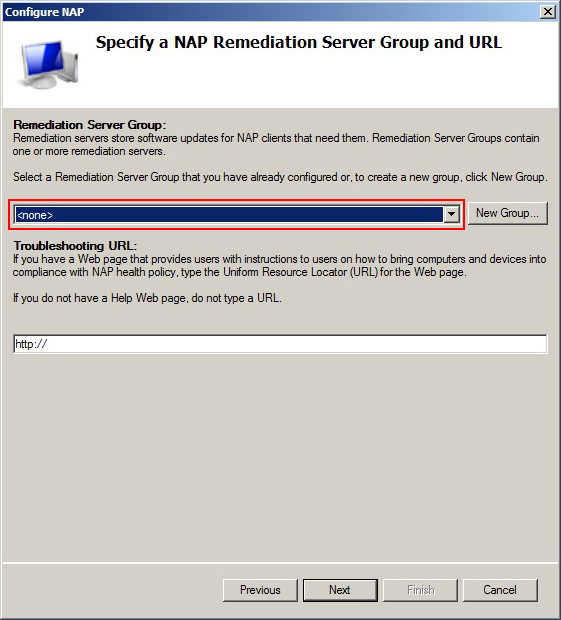 Configure NAP
Specify a NAP Remediation Server Group and URL
Remediation Server Group:
Remediation servers store software updates for NAP clients that need them. Remediation Server Groups contain
one or more remediation servers.
Select a Remediation Server Group that you have already configured or, to create a new group, click New Group.
<none>
New Group...
Troubleshooting URL:
If you have a Web page that provides users with instructions to users on how to bring computers and devices into
compliance with NAP health policy, type the Uniform Resource Locator (URL) for the Web page.
If you do not have a Help Web page, do not type a URL.
http://
Previous
Next
Finish
Cancel